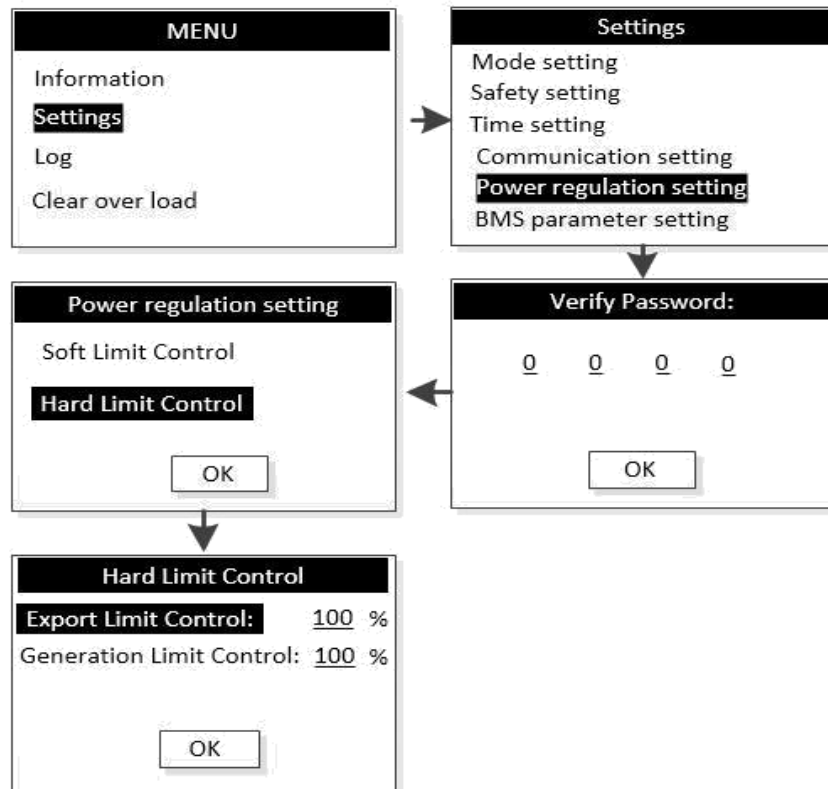 MENU
Information
Settings
Log
Clear over load
Settings
Mode setting
Safety setting
Time setting
Communication setting
Power regulation setting
BMS parameter setting
Verify Password:
0 0 0 0
OK
Power regulation setting
Soft Limit Control
Hard Limit Control
OK
Hard Limit Control
Export Limit Control: 100 %
Generation Limit Control: 100 %
OK